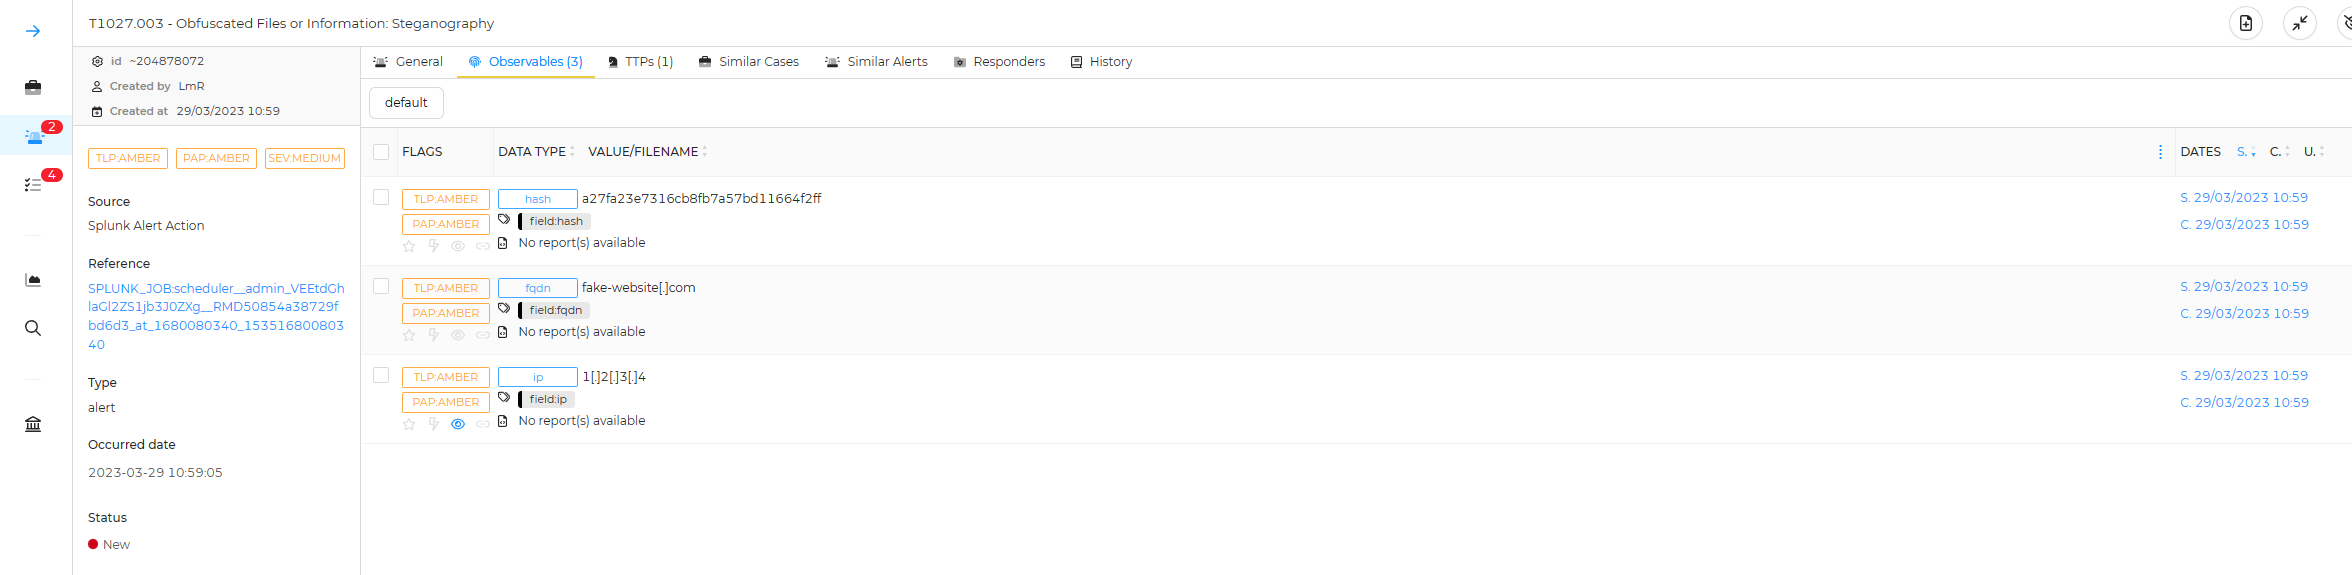 T1027.003 - Obfuscated Files or Information: Steganography
id ~204878072
Created by LmR
Created at 29/03/2023 10:59
2
4
TLP:AMBER PAP:AMBER SEV:MEDIUM
Source
Splunk Alert Action
Reference
SPLUNK_JOB:scheduler__admin_VEEtdGh
laGl2ZS1jb3J0ZXg__RMD50854a38729f
bd6d3_at_1680080340_153516800803
40
Type
alert
Occurred date
2023-03-29 10:59:05
Status
New
General Observables (3) TTPs (1) Similar Cases Similar Alerts Responders History
default
FLAGS DATA TYPE VALUE/FILENAME DATES S. C. U.
TLP:AMBER hash a27fa23e7316cb8fb7a57bd11664f2ff S. 29/03/2023 10:59
PAP:AMBER field:hash C. 29/03/2023 10:59
No report(s) available
TLP:AMBER fqdn fake-website[.]com S. 29/03/2023 10:59
PAP:AMBER field:fqdn C. 29/03/2023 10:59
No report(s) available
TLP:AMBER ip 1[.]2[.]3[.]4 S. 29/03/2023 10:59
PAP:AMBER field:ip C. 29/03/2023 10:59
No report(s) available